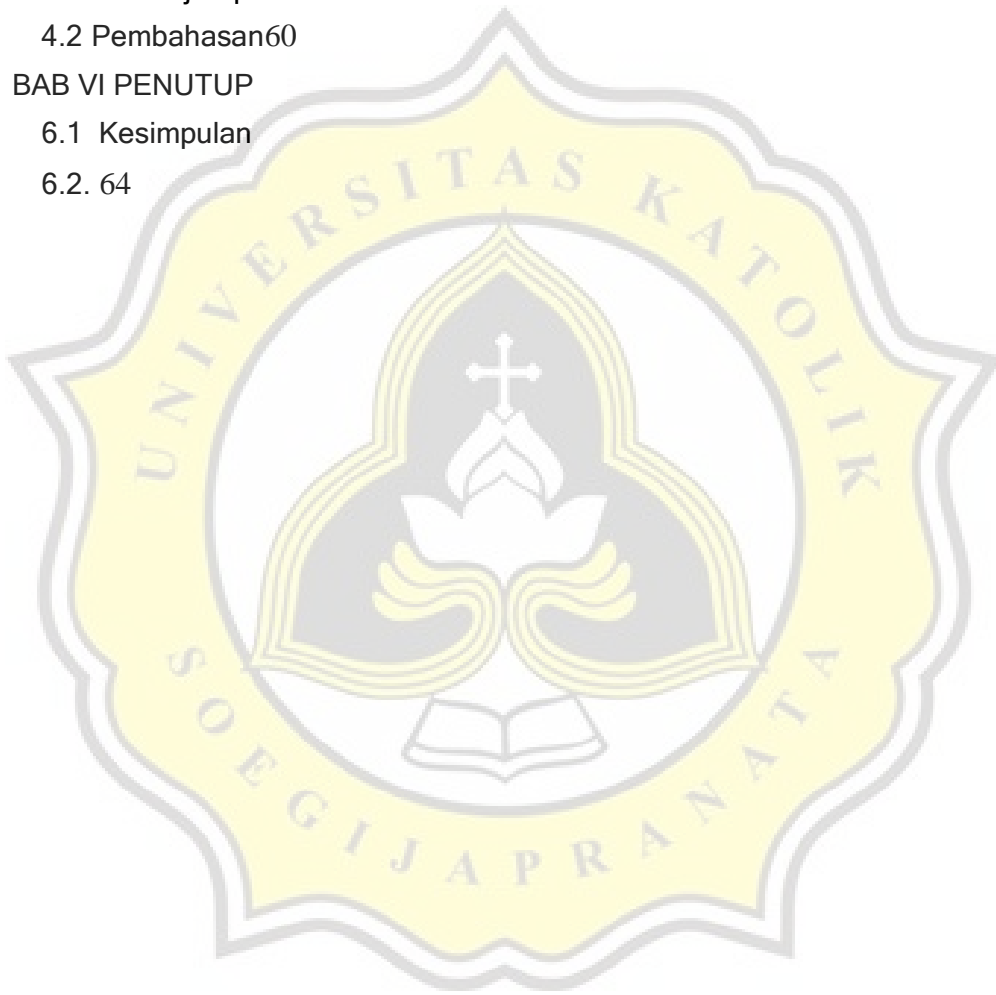 4.2 Pembahasan60
BAB VI PENUTUP
6.1 Kesimpulan
6.2. 64
UNIVERSITAS KATOLIK
SOEGIJAPRANATA